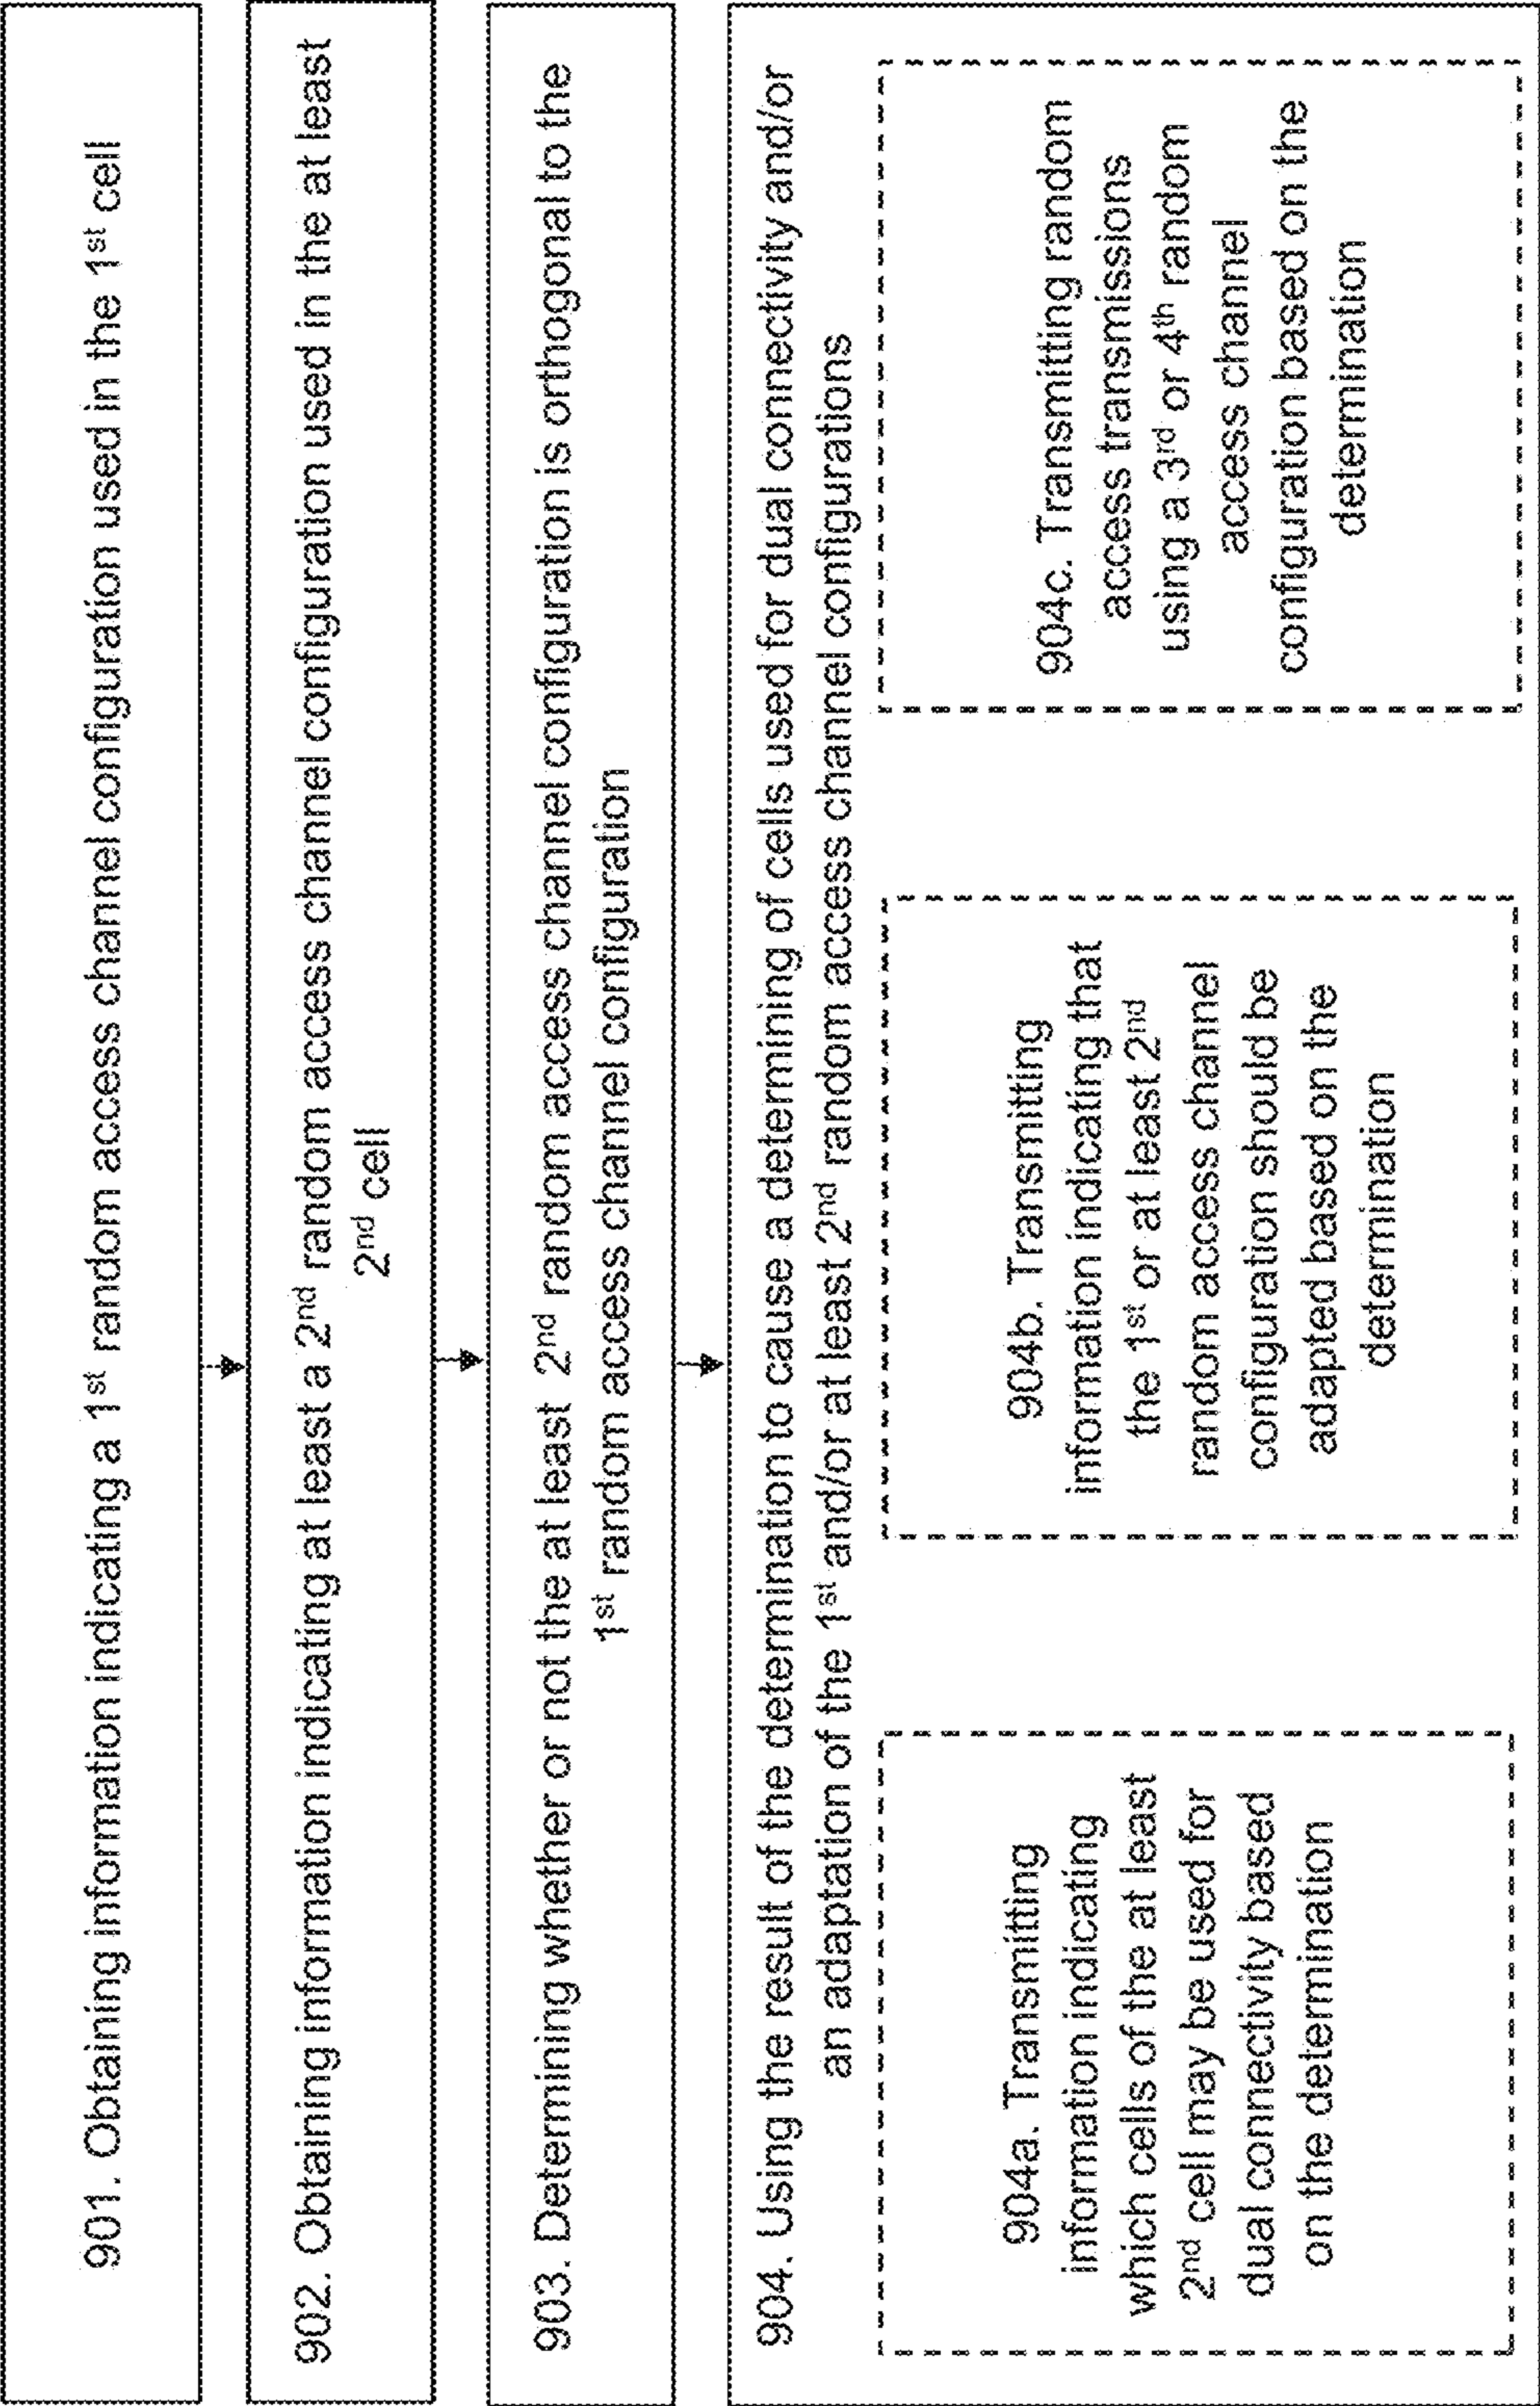 901. Obtaining information indicating a 1st random access channel configuration used in the 1st cell
902. Obtaining information indicating at least a 2nd random access channel configuration used in the at least
2nd cell
903. Determining whether or not the at least 2nd random access channel configuration is orthogonal to the
1st random access channel configuration
904. Using the result of the determination to cause a determining of cells used for dual connectivity and/or
an adaptation of the 1st and/or at least 2nd random access channel configurations
904a. Transmitting
information indicating
which cells of the at least
2nd cell may be used for
dual connectivity based
on the determination
904b. Transmitting
information indicating that
the 1st or at least 2nd
random access channel
configuration should be
adapted based on the
determination
904c. Transmitting random
access transmissions
using a 3rd or 4th random
access channel
configuration based on the
determination